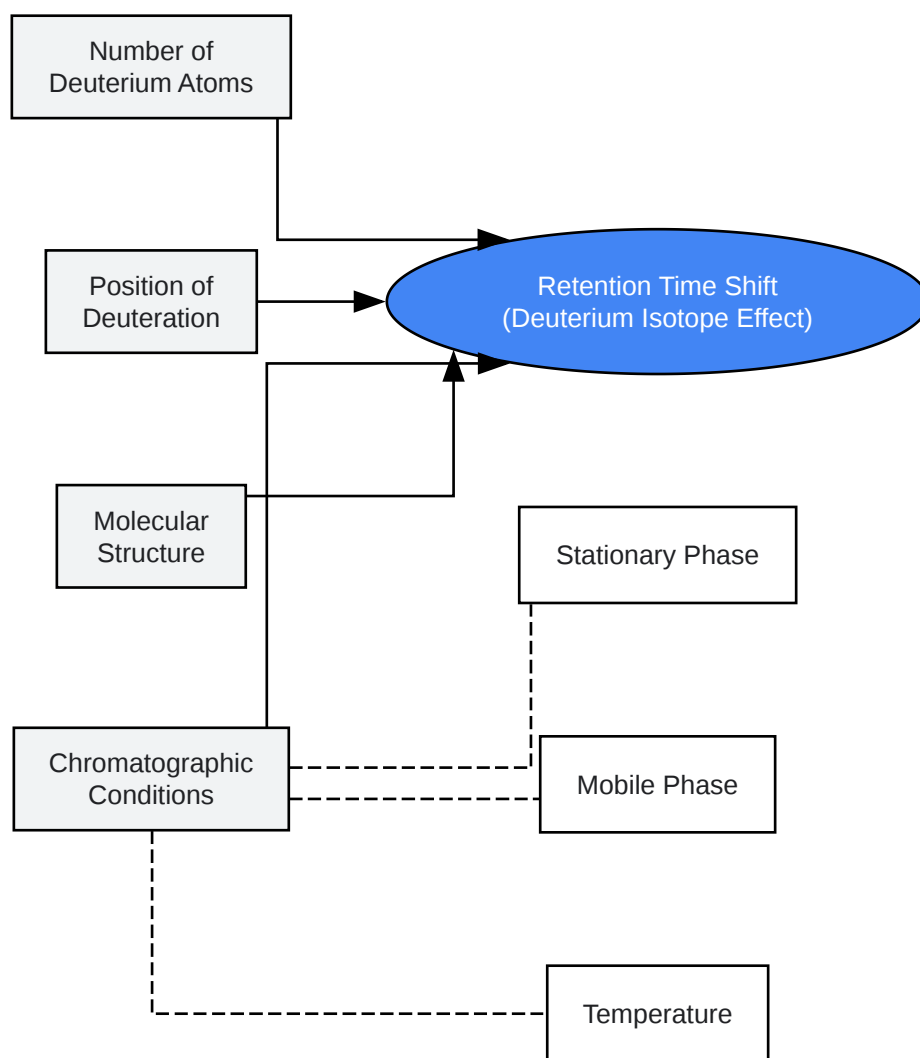 Number of
Deuterium Atoms
Position of
Deuteration
Retention Time Shift
(Deuterium Isotope Effect)
Molecular
Structure
Stationary Phase
Chromatographic
Conditions
Mobile Phase
Temperature